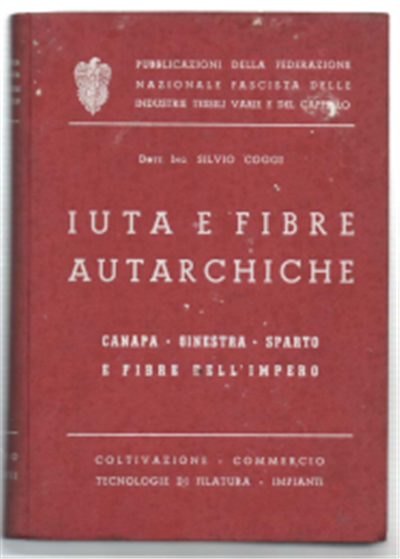 PUBBLICAZIONI DELLA FEDERAZIONE
NAZIONALE FASCISTA DELLE
INDUSTRIE TESSILI VARIE E DEL CAPPELLO
DOTT. ING. SILVIO COGGI
IUTA E FIBRE
AUTARCHICHE
CANAPA - GINESTRA - SPARTO
E FIBRE DELL'IMPERO
COLTIVAZIONE - COMMERCIO
TECNOLOGIE DI FILATURA - IMPIANTI